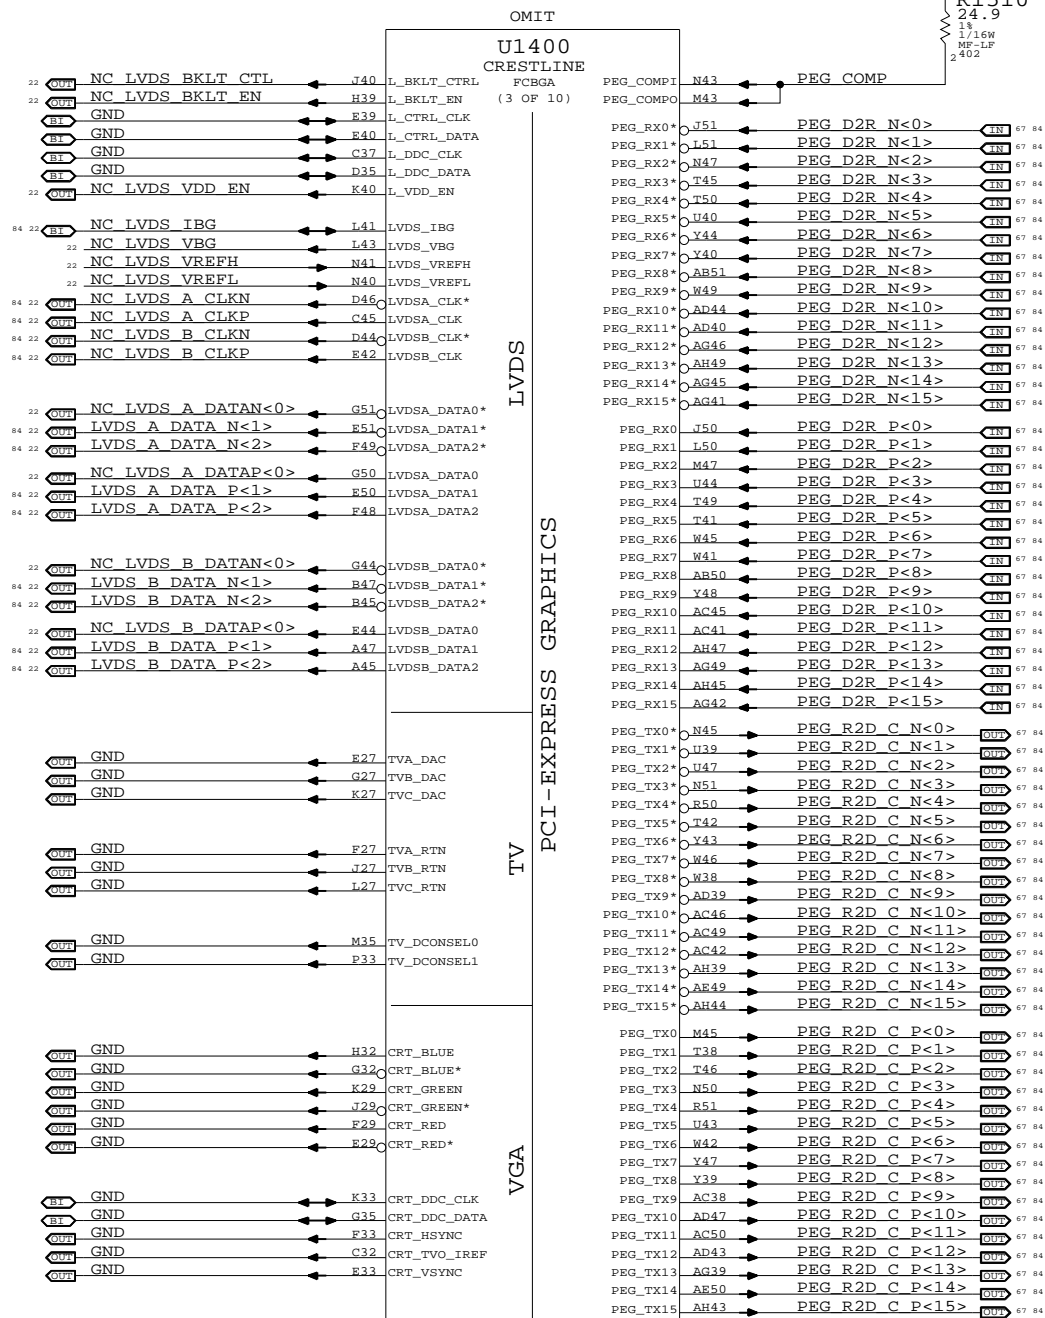 OMIT
R1510
24.9
1%
1/16W
MF-LF
402
2
U1400
CRESTLINE
FCBGA
(3 OF 10)
22 OUT NC_LVDS_BKLT_CTL J40 L_BKLT_CTRL
22 OUT NC_LVDS_BKLT_EN H39 L_BKLT_EN
BI GND E39 L_CTRL_CLK
BI GND E40 L_CTRL_DATA
BI GND C37 L_DDC_CLK
BI GND D35 L_DDC_DATA
22 OUT NC_LVDS_VDD_EN K40 L_VDD_EN
84 22 BI NC_LVDS_IBG L41 LVDS_IBG
22 NC_LVDS_VBG L43 LVDS_VBG
22 NC_LVDS_VREFH N41 LVDS_VREFH
22 NC_LVDS_VREFL N40 LVDS_VREFL
84 22 OUT NC_LVDS_A_CLKN D46 LVDSA_CLK*
84 22 OUT NC_LVDS_A_CLKP C45 LVDSA_CLK
84 22 OUT NC_LVDS_B_CLKN D44 LVDSB_CLK*
84 22 OUT NC_LVDS_B_CLKP E42 LVDSB_CLK
22 OUT NC_LVDS_A_DATAN<0> G51 LVDSA_DATA0*
84 22 OUT LVDS_A_DATA_N<1> E51 LVDSA_DATA1*
84 22 OUT LVDS_A_DATA_N<2> F49 LVDSA_DATA2*
22 OUT NC_LVDS_A_DATAP<0> G50 LVDSA_DATA0
84 22 OUT LVDS_A_DATA_P<1> E50 LVDSA_DATA1
84 22 OUT LVDS_A_DATA_P<2> F48 LVDSA_DATA2
22 OUT NC_LVDS_B_DATAN<0> G44 LVDSB_DATA0*
84 22 OUT LVDS_B_DATA_N<1> B47 LVDSB_DATA1*
84 22 OUT LVDS_B_DATA_N<2> B45 LVDSB_DATA2*
22 OUT NC_LVDS_B_DATAP<0> E44 LVDSB_DATA0
84 22 OUT LVDS_B_DATA_P<1> A47 LVDSB_DATA1
84 22 OUT LVDS_B_DATA_P<2> A45 LVDSB_DATA2
OUT GND E27 TVA_DAC
OUT GND G27 TVB_DAC
OUT GND K27 TVC_DAC
OUT GND F27 TVA_RTN
OUT GND J27 TVB_RTN
OUT GND L27 TVC_RTN
OUT GND M35 TV_DCONSEL0
OUT GND P33 TV_DCONSEL1
OUT GND H32 CRT_BLUE
OUT GND G32 CRT_BLUE*
OUT GND K29 CRT_GREEN
OUT GND J29 CRT_GREEN*
OUT GND F29 CRT_RED
OUT GND E29 CRT_RED*
BI GND K33 CRT_DDC_CLK
BI GND G35 CRT_DDC_DATA
OUT GND F33 CRT_HSYNC
OUT GND C32 CRT_TVO_IREF
OUT GND E33 CRT_VSYNC
LVDS
TV
VGA
PCI-EXPRESS GRAPHICS
PEG_COMPI N43 PEG_COMP
PEG_COMPO M43
PEG_RX0* J51 PEG_D2R_N<0> IN 67 84
PEG_RX1* L51 PEG_D2R_N<1> IN 67 84
PEG_RX2* N47 PEG_D2R_N<2> IN 67 84
PEG_RX3* T45 PEG_D2R_N<3> IN 67 84
PEG_RX4* T50 PEG_D2R_N<4> IN 67 84
PEG_RX5* U40 PEG_D2R_N<5> IN 67 84
PEG_RX6* Y44 PEG_D2R_N<6> IN 67 84
PEG_RX7* Y40 PEG_D2R_N<7> IN 67 84
PEG_RX8* AB51 PEG_D2R_N<8> IN 67 84
PEG_RX9* W49 PEG_D2R_N<9> IN 67 84
PEG_RX10* AD44 PEG_D2R_N<10> IN 67 84
PEG_RX11* AD40 PEG_D2R_N<11> IN 67 84
PEG_RX12* AG46 PEG_D2R_N<12> IN 67 84
PEG_RX13* AH49 PEG_D2R_N<13> IN 67 84
PEG_RX14* AG45 PEG_D2R_N<14> IN 67 84
PEG_RX15* AG41 PEG_D2R_N<15> IN 67 84
PEG_RX0 J50 PEG_D2R_P<0> IN 67 84
PEG_RX1 L50 PEG_D2R_P<1> IN 67 84
PEG_RX2 M47 PEG_D2R_P<2> IN 67 84
PEG_RX3 U44 PEG_D2R_P<3> IN 67 84
PEG_RX4 T49 PEG_D2R_P<4> IN 67 84
PEG_RX5 T41 PEG_D2R_P<5> IN 67 84
PEG_RX6 W45 PEG_D2R_P<6> IN 67 84
PEG_RX7 W41 PEG_D2R_P<7> IN 67 84
PEG_RX8 AB50 PEG_D2R_P<8> IN 67 84
PEG_RX9 Y48 PEG_D2R_P<9> IN 67 84
PEG_RX10 AC45 PEG_D2R_P<10> IN 67 84
PEG_RX11 AC41 PEG_D2R_P<11> IN 67 84
PEG_RX12 AH47 PEG_D2R_P<12> IN 67 84
PEG_RX13 AG49 PEG_D2R_P<13> IN 67 84
PEG_RX14 AH45 PEG_D2R_P<14> IN 67 84
PEG_RX15 AG42 PEG_D2R_P<15> IN 67 84
PEG_TX0* N45 PEG_R2D_C_N<0> OUT 67 84
PEG_TX1* U39 PEG_R2D_C_N<1> OUT 67 84
PEG_TX2* U47 PEG_R2D_C_N<2> OUT 67 84
PEG_TX3* N51 PEG_R2D_C_N<3> OUT 67 84
PEG_TX4* R50 PEG_R2D_C_N<4> OUT 67 84
PEG_TX5* T42 PEG_R2D_C_N<5> OUT 67 84
PEG_TX6* Y43 PEG_R2D_C_N<6> OUT 67 84
PEG_TX7* W46 PEG_R2D_C_N<7> OUT 67 84
PEG_TX8* W38 PEG_R2D_C_N<8> OUT 67 84
PEG_TX9* AD39 PEG_R2D_C_N<9> OUT 67 84
PEG_TX10* AC46 PEG_R2D_C_N<10> OUT 67 84
PEG_TX11* AC49 PEG_R2D_C_N<11> OUT 67 84
PEG_TX12* AC42 PEG_R2D_C_N<12> OUT 67 84
PEG_TX13* AH39 PEG_R2D_C_N<13> OUT 67 84
PEG_TX14* AE49 PEG_R2D_C_N<14> OUT 67 84
PEG_TX15* AH44 PEG_R2D_C_N<15> OUT 67 84
PEG_TX0 M45 PEG_R2D_C_P<0> OUT 67 84
PEG_TX1 T38 PEG_R2D_C_P<1> OUT 67 84
PEG_TX2 T46 PEG_R2D_C_P<2> OUT 67 84
PEG_TX3 N50 PEG_R2D_C_P<3> OUT 67 84
PEG_TX4 R51 PEG_R2D_C_P<4> OUT 67 84
PEG_TX5 U43 PEG_R2D_C_P<5> OUT 67 84
PEG_TX6 W42 PEG_R2D_C_P<6> OUT 67 84
PEG_TX7 Y47 PEG_R2D_C_P<7> OUT 67 84
PEG_TX8 Y39 PEG_R2D_C_P<8> OUT 67 84
PEG_TX9 AC38 PEG_R2D_C_P<9> OUT 67 84
PEG_TX10 AD47 PEG_R2D_C_P<10> OUT 67 84
PEG_TX11 AC50 PEG_R2D_C_P<11> OUT 67 84
PEG_TX12 AD43 PEG_R2D_C_P<12> OUT 67 84
PEG_TX13 AG39 PEG_R2D_C_P<13> OUT 67 84
PEG_TX14 AE50 PEG_R2D_C_P<14> OUT 67 84
PEG_TX15 AH43 PEG_R2D_C_P<15> OUT 67 84